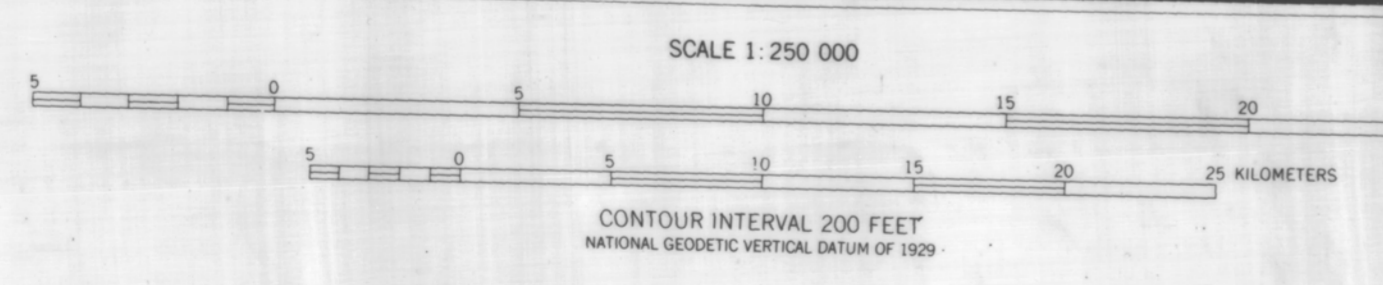 SCALE 1:250 000
5 0 5 10 15 20
5 0 5 10 15 20 25 KILOMETERS
CONTOUR INTERVAL 200 FEET
NATIONAL GEODETIC VERTICAL DATUM OF 1929